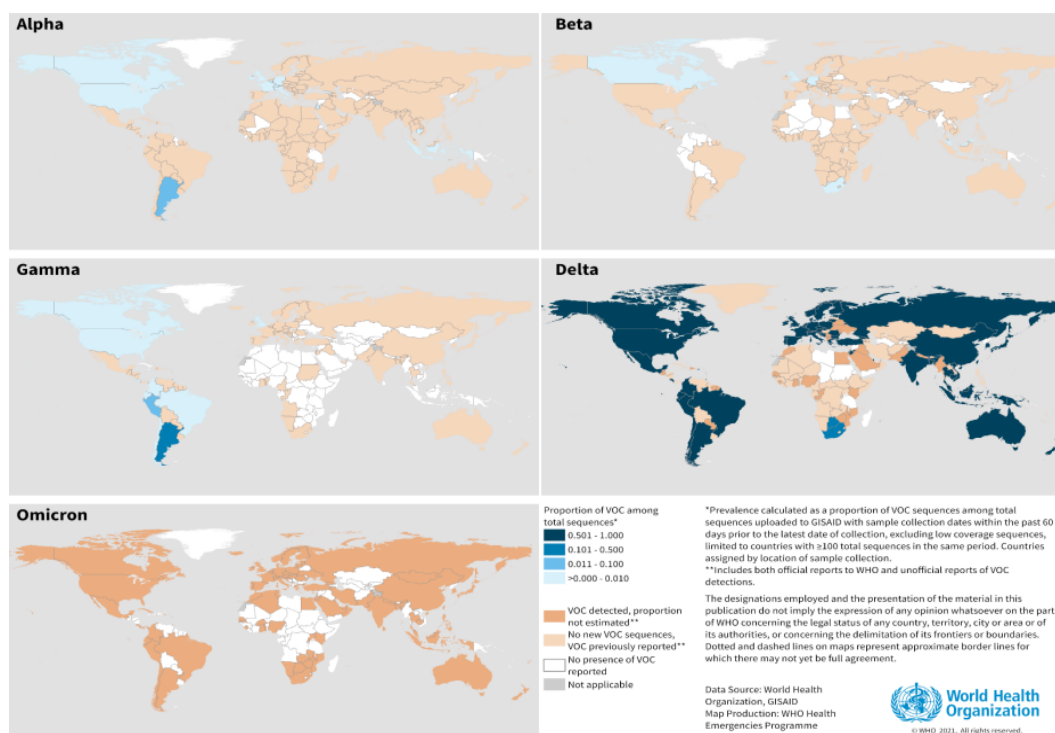 Alpha
Beta
Gamma
Delta
Omicron
Proportion of VOC among
total sequences*
0.501 - 1.000
0.101 - 0.500
0.011 - 0.100
>0.000 - 0.010
VOC detected, proportion
not estimated**
No new VOC sequences,
VOC previously reported**
No presence of VOC
reported
Not applicable
*Prevalence calculated as a proportion of VOC sequences among total
sequences uploaded to GISAID with sample collection dates within the past 60
days prior to the latest date of collection, excluding low coverage sequences,
limited to countries with ≥100 total sequences in the same period. Countries
assigned by location of sample collection.
**Includes both official reports to WHO and unofficial reports of VOC
detections.
The designations employed and the presentation of the material in this
publication do not imply the expression of any opinion whatsoever on the part
of WHO concerning the legal status of any country, territory, city or area or of
its authorities, or concerning the delimitation of its frontiers or boundaries.
Dotted and dashed lines on maps represent approximate border lines for
which there may not yet be full agreement.
Data Source: World Health
Organization, GISAID
Map Production: WHO Health
Emergencies Programme
World Health
Organization
© WHO 2021. All rights reserved.